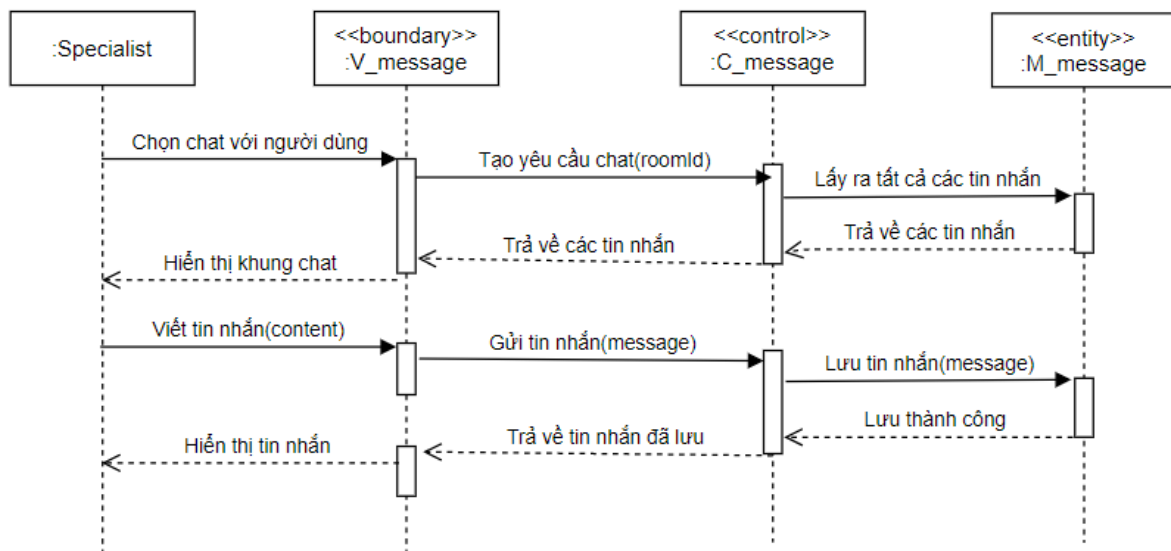 :Specialist
<<boundary>>
:V_message
<<control>>
:C_message
<<entity>>
:M_message
Chọn chat với người dùng
Tạo yêu cầu chat(roomId)
Lấy ra tất cả các tin nhắn
Trả về các tin nhắn
Trả về các tin nhắn
Hiển thị khung chat
Viết tin nhắn(content)
Gửi tin nhắn(message)
Lưu tin nhắn(message)
Lưu thành công
Trả về tin nhắn đã lưu
Hiển thị tin nhắn